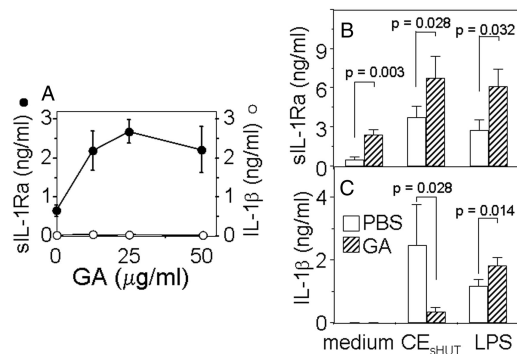 A
● sIL-1Ra (ng/ml)
3
2
1
0
○ IL-1β (ng/ml)
3
2
1
0
0 25 50
GA (μg/ml)
B
p = 0.028
p = 0.032
p = 0.003
sIL-1Ra (ng/ml)
9
6
3
0
C
p = 0.028
p = 0.014
PBS
GA
IL-1β (ng/ml)
4
2
0
medium CEsHUT LPS